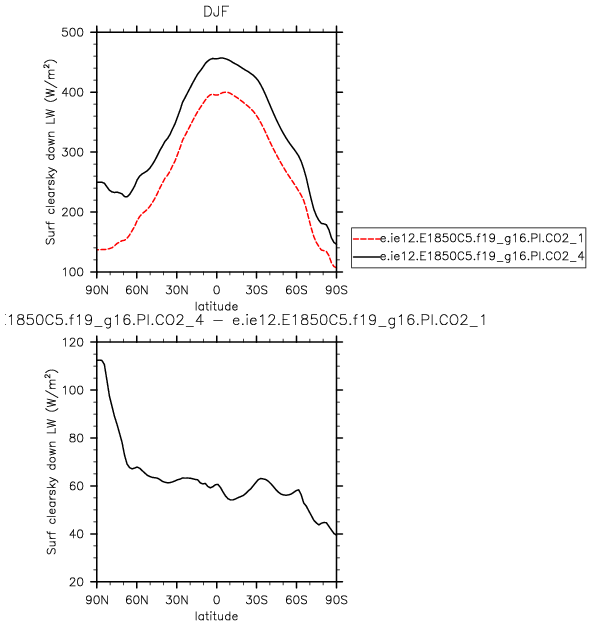 DJF
Surf clearsky down LW (W/m²)
500
400
300
200
100
90N 60N 30N 0 30S 60S 90S
latitude
e.ie12.E1850C5.f19_g16.PI.CO2_1
e.ie12.E1850C5.f19_g16.PI.CO2_4
:1850C5.f19_g16.PI.CO2_4 − e.ie12.E1850C5.f19_g16.PI.CO2_1
Surf clearsky down LW (W/m²)
120
100
80
60
40
20
90N 60N 30N 0 30S 60S 90S
latitude